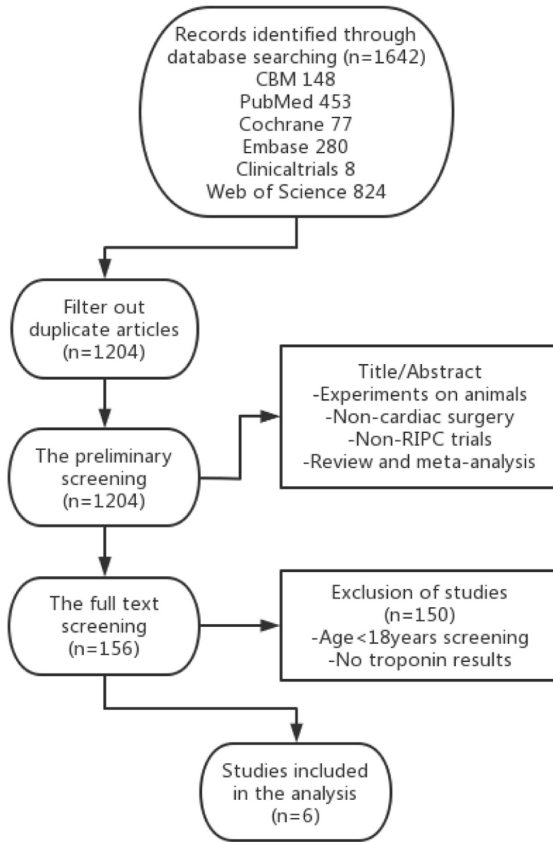 Records identified through
database searching (n=1642)
CBM 148
PubMed 453
Cochrane 77
Embase 280
Clinicaltrials 8
Web of Science 824
Filter out
duplicate articles
(n=1204)
Title/Abstract
-Experiments on animals
-Non-cardiac surgery
-Non-RIPC trials
-Review and meta-analysis
The preliminary
screening
(n=1204)
The full text
screening
(n=156)
Exclusion of studies
(n=150)
-Age<18years screening
-No troponin results
Studies included
in the analysis
(n=6)